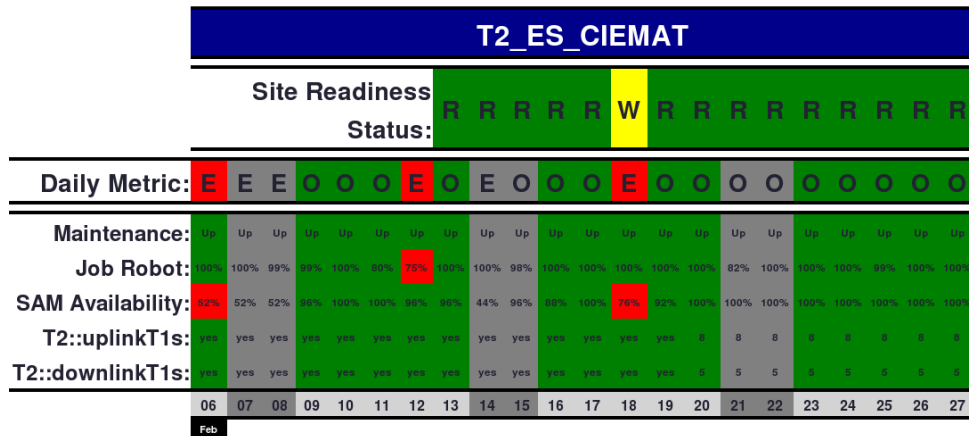 T2_ES_CIEMAT
Site Readiness
Status: R R R R R W R R R R R R R R R
Daily Metric: E E E O O O E O E O O O E O O O O O O O O O
Maintenance: Up Up Up Up Up Up Up Up Up Up Up Up Up Up Up Up Up Up Up Up Up Up
Job Robot: 100% 100% 99% 99% 100% 80% 75% 100% 100% 98% 100% 100% 100% 100% 100% 82% 100% 100% 100% 99% 100% 100%
SAM Availability: 52% 52% 52% 96% 100% 100% 96% 96% 44% 96% 88% 100% 76% 92% 100% 100% 100% 100% 100% 100% 100% 100%
T2::uplinkT1s: yes yes yes yes yes yes yes yes yes yes yes yes yes yes 8 8 8 8 8 8 8 8
T2::downlinkT1s: yes yes yes yes yes yes yes yes yes yes yes yes yes yes 5 5 5 5 5 5 5 5
06 07 08 09 10 11 12 13 14 15 16 17 18 19 20 21 22 23 24 25 26 27
Feb